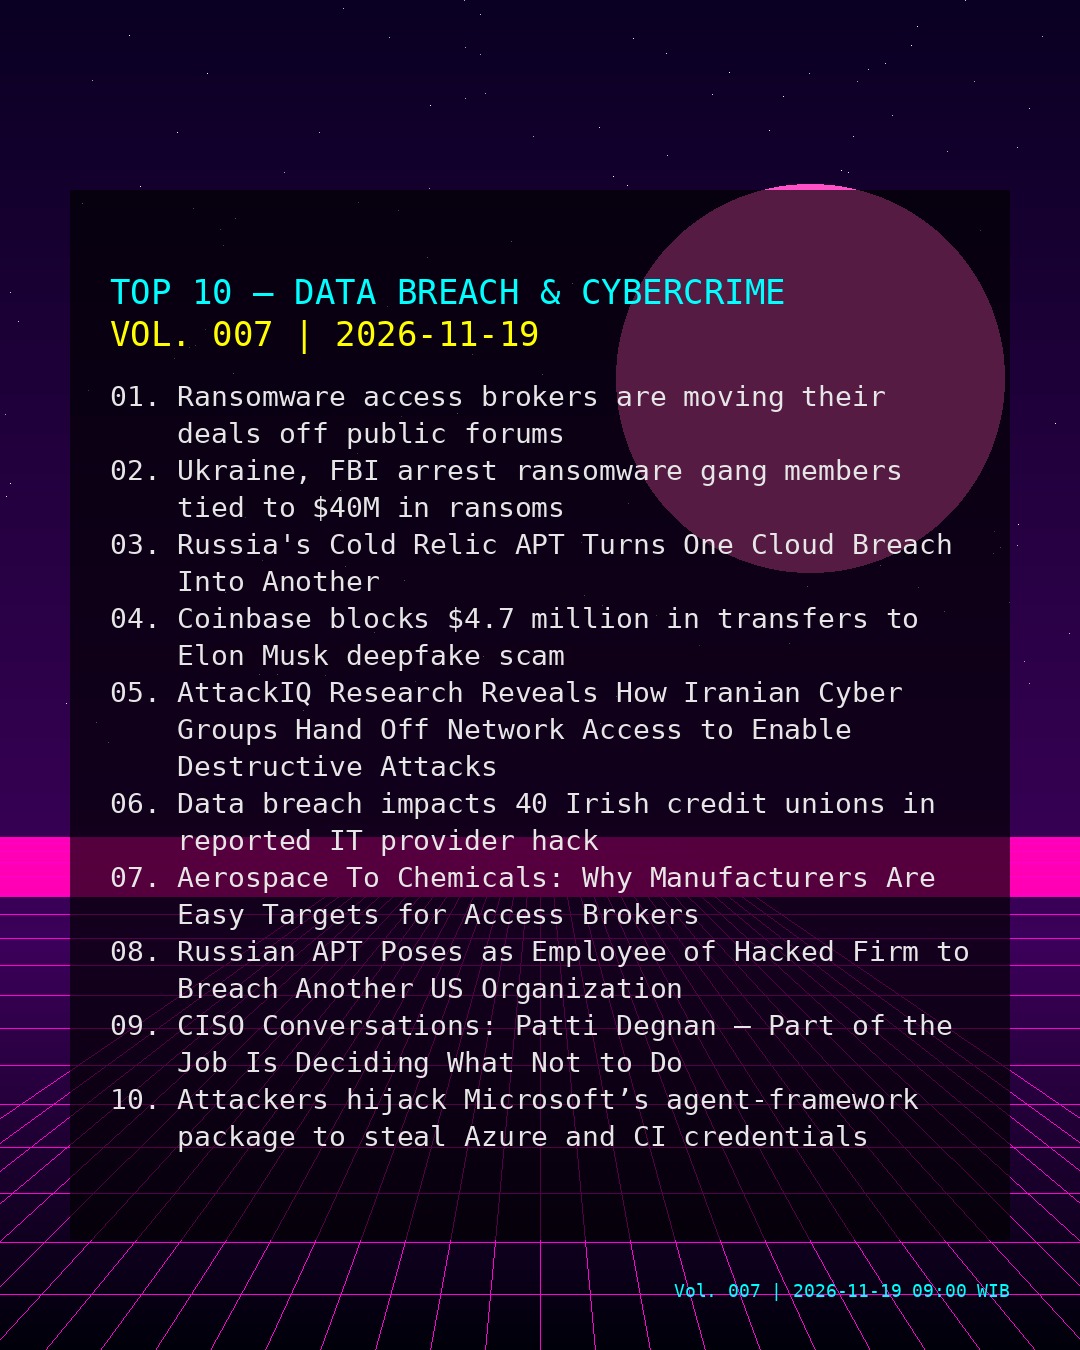 TOP 10 — DATA BREACH & CYBERCRIME
VOL. 007 | 2026-11-19
01. Ransomware access brokers are moving their
deals off public forums
02. Ukraine, FBI arrest ransomware gang members
tied to $40M in ransoms
03. Russia's Cold Relic APT Turns One Cloud Breach
Into Another
04. Coinbase blocks $4.7 million in transfers to
Elon Musk deepfake scam
05. AttackIQ Research Reveals How Iranian Cyber
Groups Hand Off Network Access to Enable
Destructive Attacks
06. Data breach impacts 40 Irish credit unions in
reported IT provider hack
07. Aerospace To Chemicals: Why Manufacturers Are
Easy Targets for Access Brokers
08. Russian APT Poses as Employee of Hacked Firm to
Breach Another US Organization
09. CISO Conversations: Patti Degnan — Part of the
Job Is Deciding What Not to Do
10. Attackers hijack Microsoft’s agent-framework
package to steal Azure and CI credentials
Vol. 007 | 2026-11-19 09:00 WIB